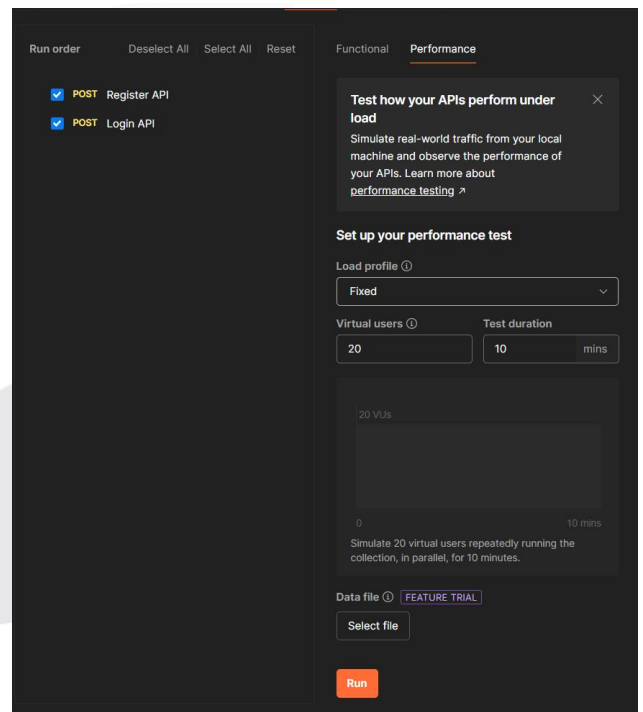 Run order
Deselect All
Select All
Reset
POST Register API
POST Login API
Functional
Performance
Test how your APIs perform under
load
Simulate real-world traffic from your local
machine and observe the performance of
your APIs. Learn more about
performance testing ↗
Set up your performance test
Load profile
Fixed
Virtual users
Test duration
20
10 mins
20 VUs
0
10 mins
Simulate 20 virtual users repeatedly running the
collection, in parallel, for 10 minutes.
Data file
FEATURE TRIAL
Select file
Run